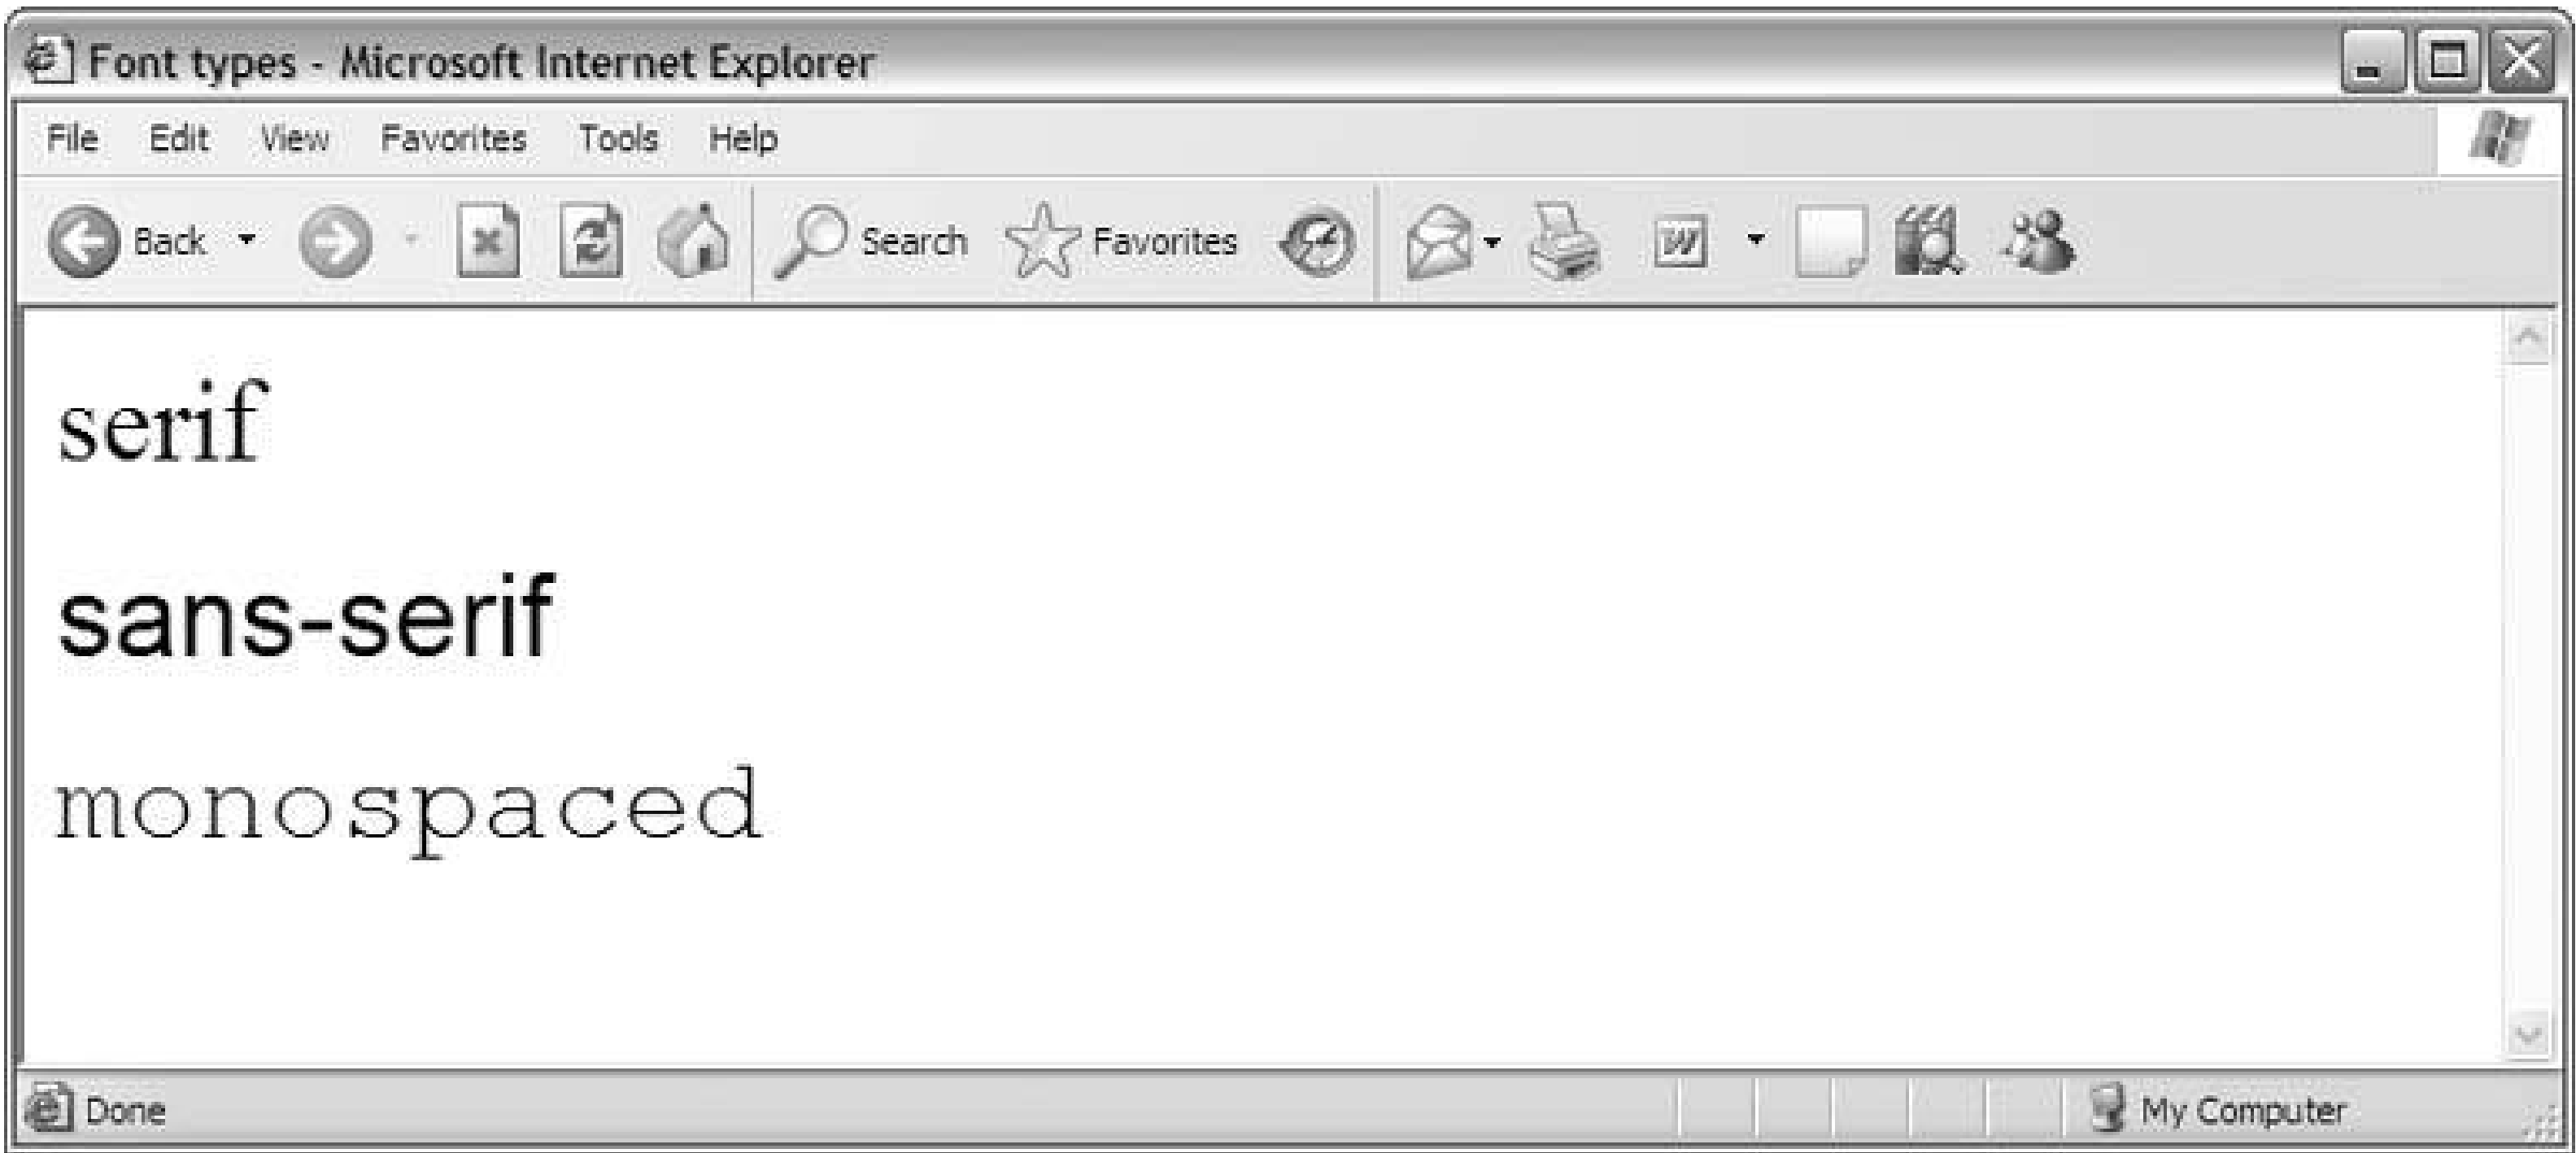 Font types - Microsoft Internet Explorer
File Edit View Favorites Tools Help
Back Search Favorites W
serif
sans-serif
monospaced
Done My Computer